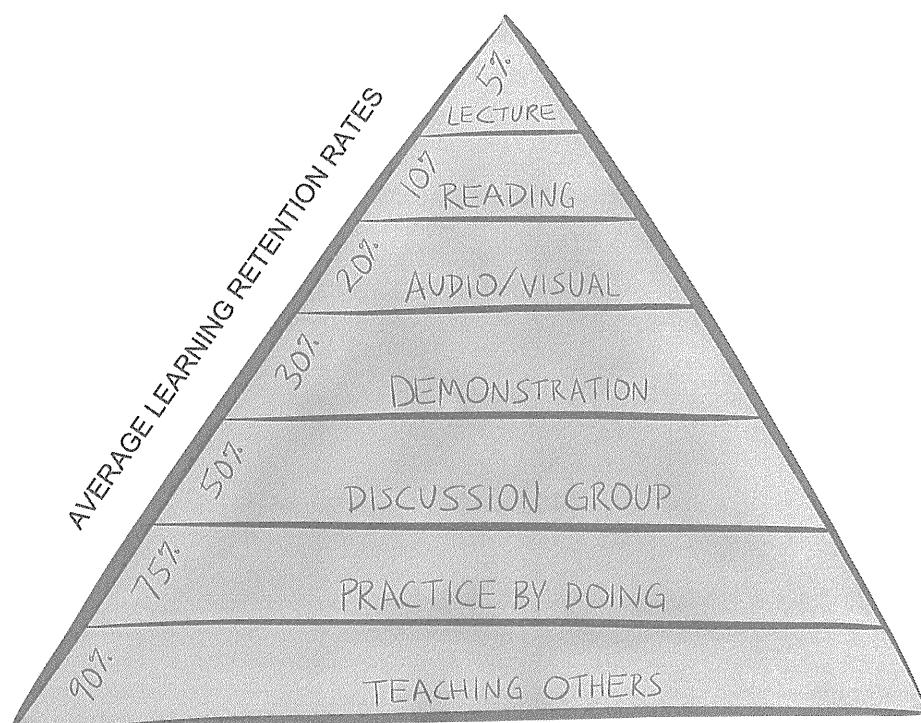 AVERAGE LEARNING RETENTION RATES
5%
LECTURE
10%
READING
20%
AUDIO/VISUAL
30%
DEMONSTRATION
50%
DISCUSSION GROUP
75%
PRACTICE BY DOING
90%
TEACHING OTHERS